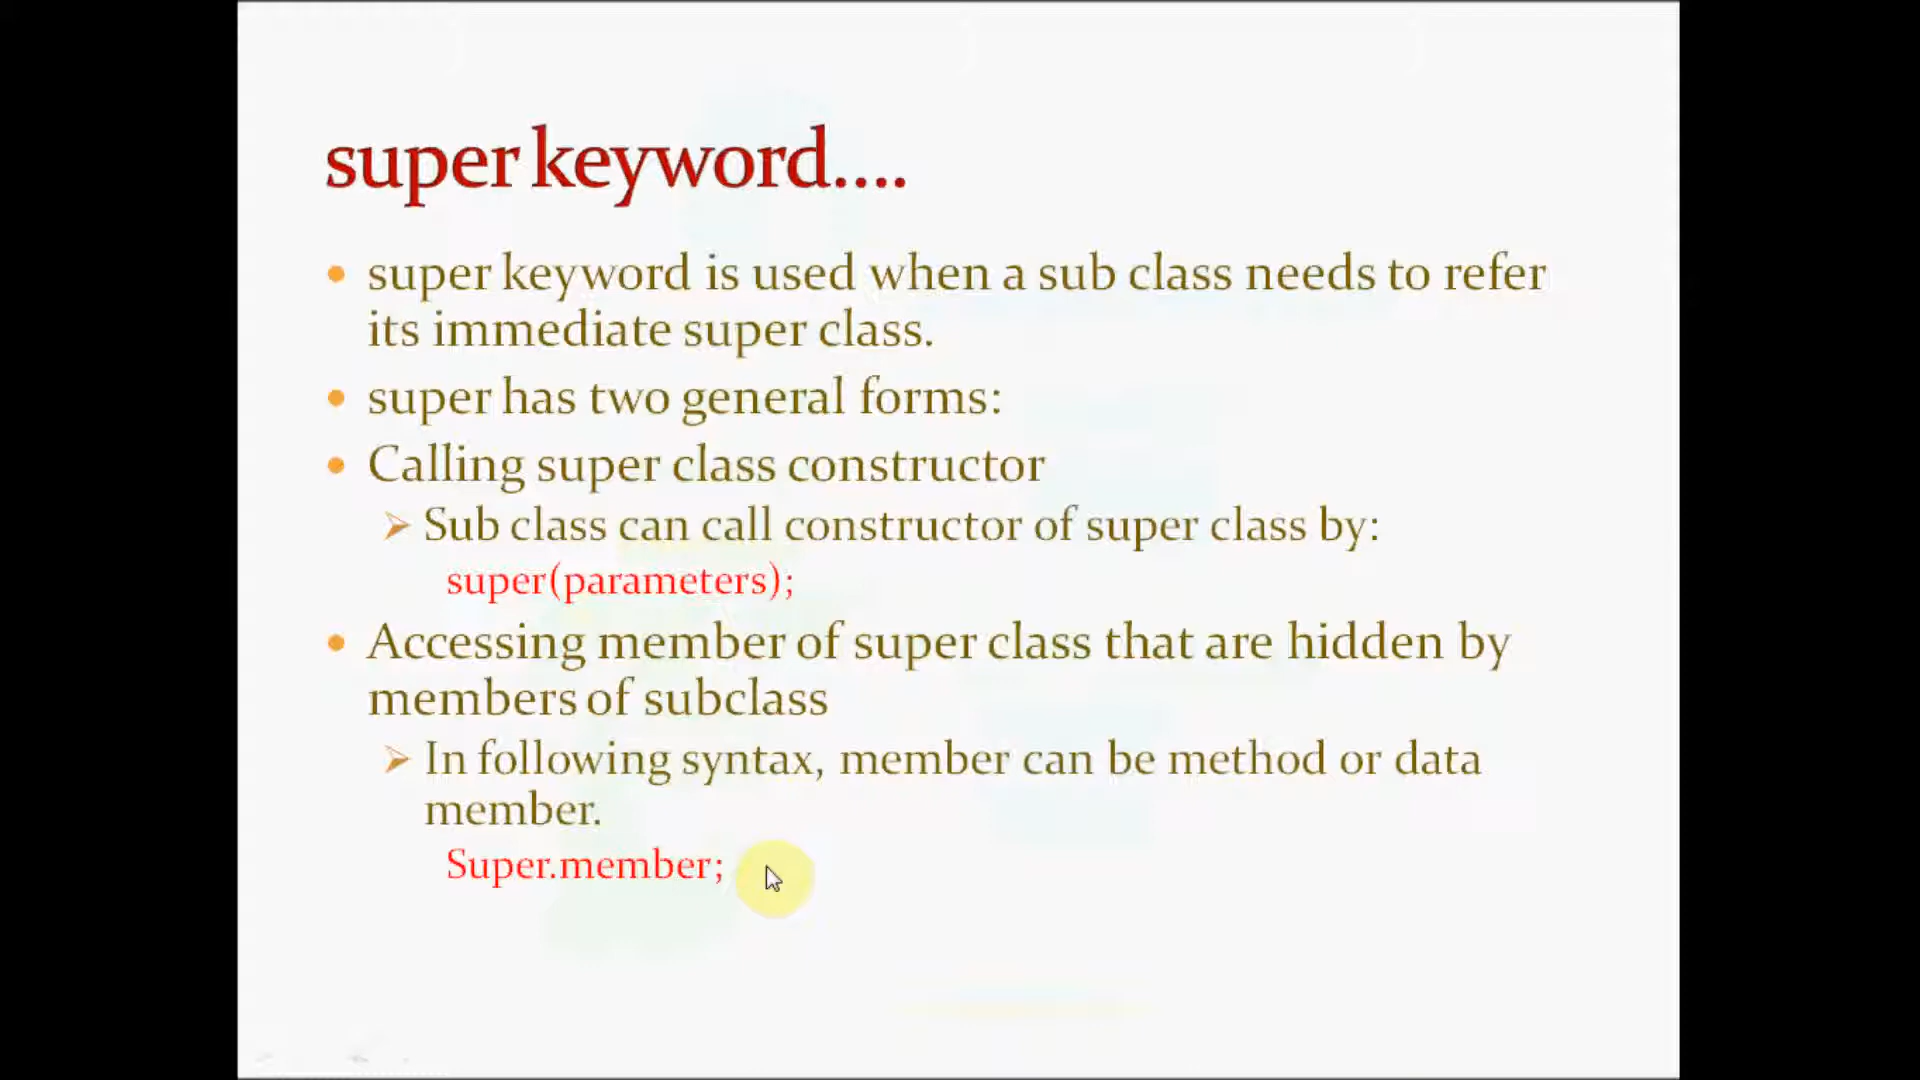 super keyword....
super keyword is used when a sub class needs to refer
its immediate super class.
super has two general forms:
Calling super class constructor
Sub class can call constructor of super class by:
super(parameters);
Accessing member of super class that are hidden by
members of subclass
In following syntax, member can be method or data
member.
Super.member;